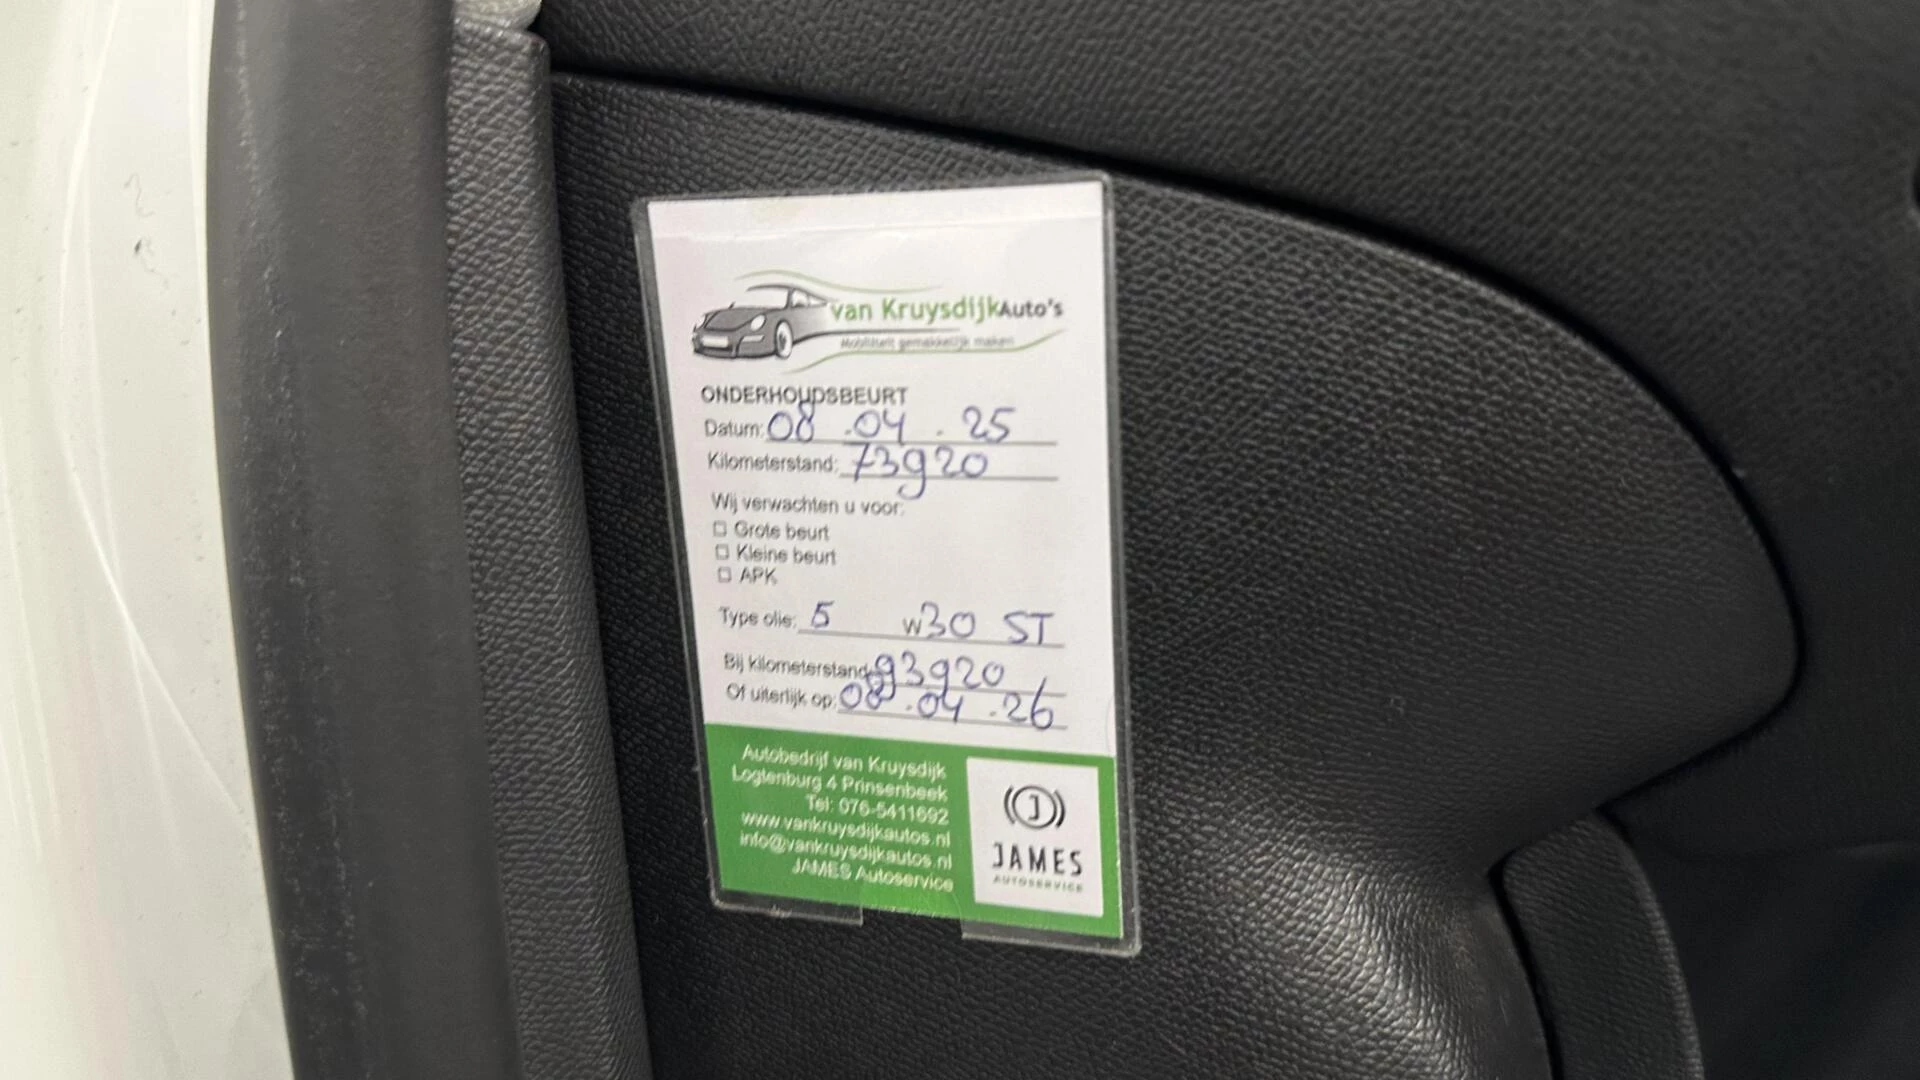 van KruysdijkAuto's
Mobiliteit gemakkelijk maken
ONDERHOUDSBEURT
Datum: 08 . 04 . 25
Kilometerstand: 73920
Wij verwachten u voor:
□ Grote beurt
□ Kleine beurt
□ APK
Type olie: 5 w30 ST
Bij kilometerstand: 93920
Of uiterlijk op: 08 . 04 . 26
Autobedrijf van Kruysdijk
Logtenburg 4 Prinsenbeek
Tel: 076-5411692
www.vankruysdijkautos.nl
info@vankruysdijkautos.nl
JAMES Autoservice
J
JAMES
AUTOSERVICE